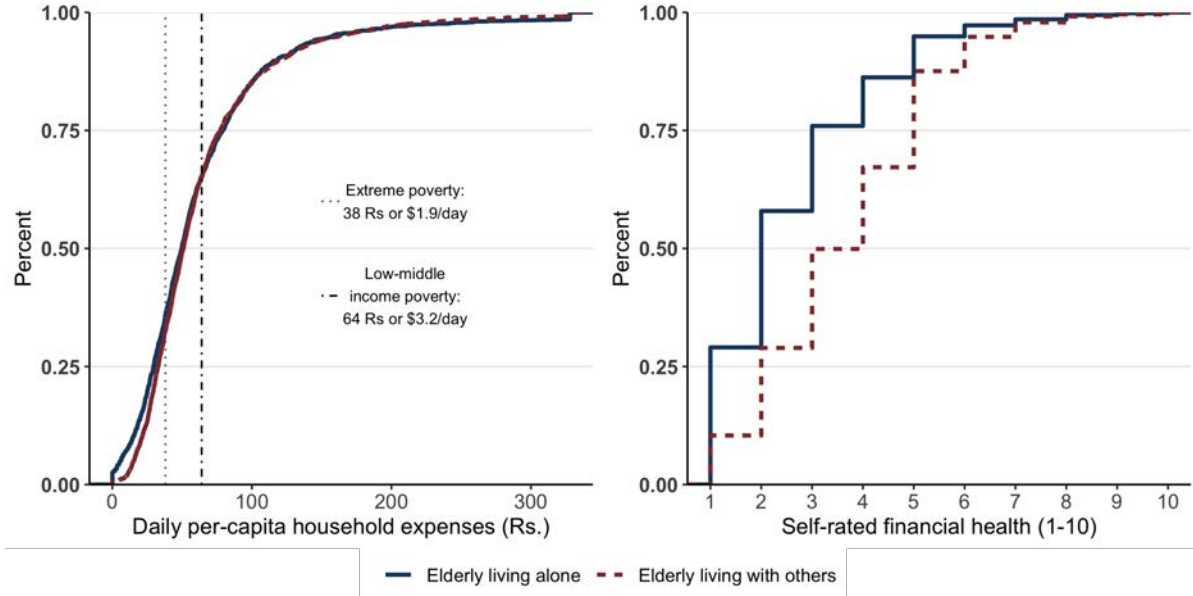 1.00
0.75
0.50
0.25
0.00
Percent
Extreme poverty:
38 Rs or $1.9/day
Low-middle
income poverty:
64 Rs or $3.2/day
0 100 200 300
Daily per-capita household expenses (Rs.)
1.00
0.75
0.50
0.25
0.00
Percent
1 2 3 4 5 6 7 8 9 10
Self-rated financial health (1-10)
Elderly living alone Elderly living with others